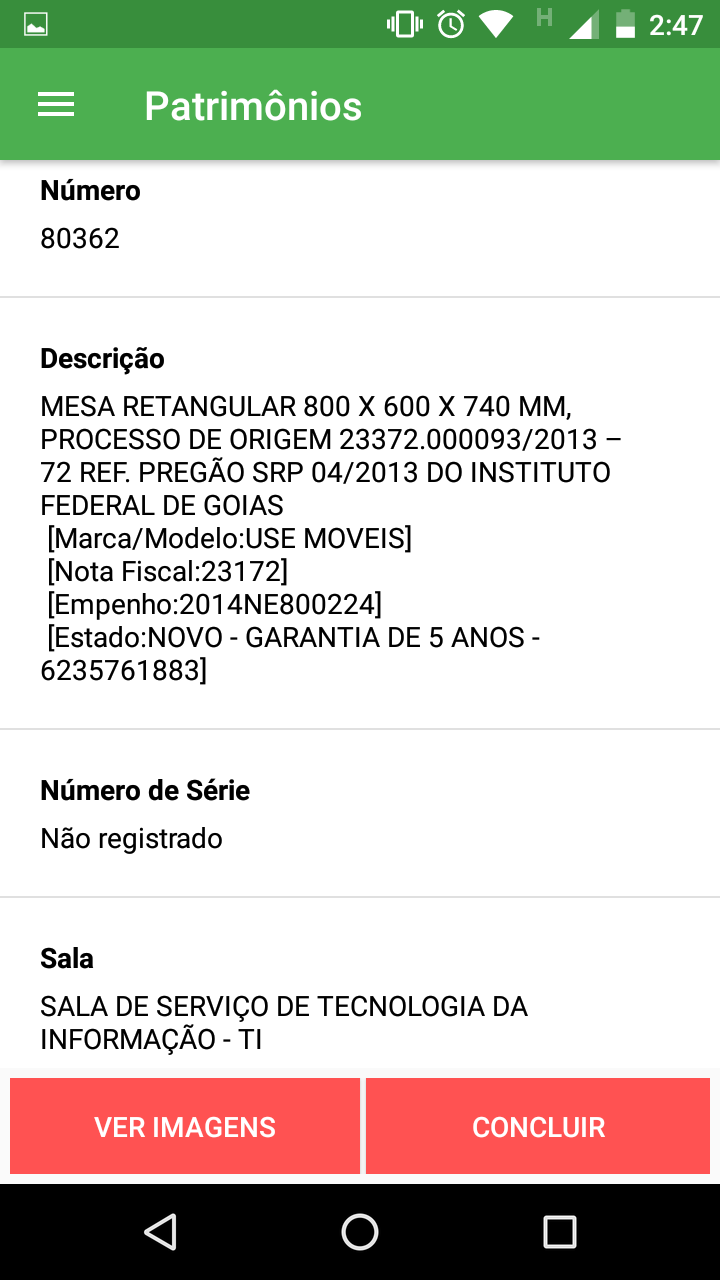 H
2:47
Patrimônios
Número
80362
Descrição
MESA RETANGULAR 800 X 600 X 740 MM,
PROCESSO DE ORIGEM 23372.000093/2013 –
72 REF. PREGÃO SRP 04/2013 DO INSTITUTO
FEDERAL DE GOIAS
[Marca/Modelo:USE MOVEIS]
[Nota Fiscal:23172]
[Empenho:2014NE800224]
[Estado:NOVO - GARANTIA DE 5 ANOS -
6235761883]
Número de Série
Não registrado
Sala
SALA DE SERVIÇO DE TECNOLOGIA DA
INFORMAÇÃO - TI
VER IMAGENS
CONCLUIR